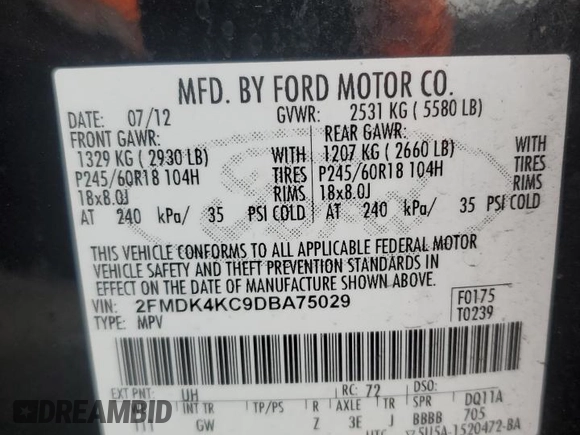 MFD. BY FORD MOTOR CO.
DATE: 07/12 GVWR: 2531 KG ( 5580 LB)
FRONT GAWR: REAR GAWR:
1329 KG ( 2930 LB) WITH 1207 KG ( 2660 LB) WITH
P245/60R18 104H TIRES P245/60R18 104H TIRES
18x8.0J RIMS 18x8.0J RIMS
AT 240 kPa/ 35 PSI COLD AT 240 kPa/ 35 PSI COLD
THIS VEHICLE CONFORMS TO ALL APPLICABLE FEDERAL MOTOR
VEHICLE SAFETY AND THEFT PREVENTION STANDARDS IN
EFFECT ON THE DATE OF MANUFACTURE SHOWN ABOVE.
VIN: 2FMDK4KC9DBA75029 F0175
TYPE: MPV T0239
EXT PNT: UH RC: 72 DSO:
INT TR TP/PS R AXLE TR SPR DQ11A
GW Z 3E J BBBB 705
DREAMBID